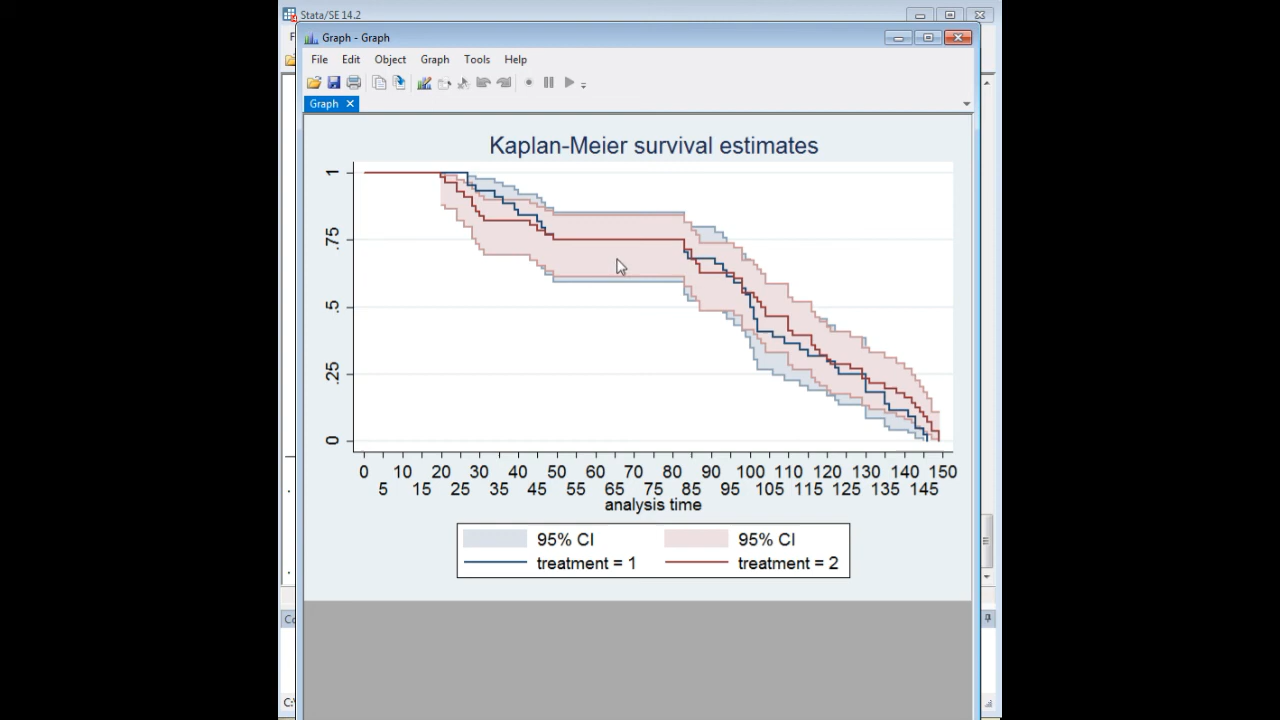 Stata/SE 14.2
Graph - Graph
File Edit Object Graph Tools Help
Graph
Kaplan-Meier survival estimates
1
.75
.5
.25
0
0 10 20 30 40 50 60 70 80 90 100 110 120 130 140 150
5 15 25 35 45 55 65 75 85 95 105 115 125 135 145
analysis time
95% CI 95% CI
treatment = 1 treatment = 2